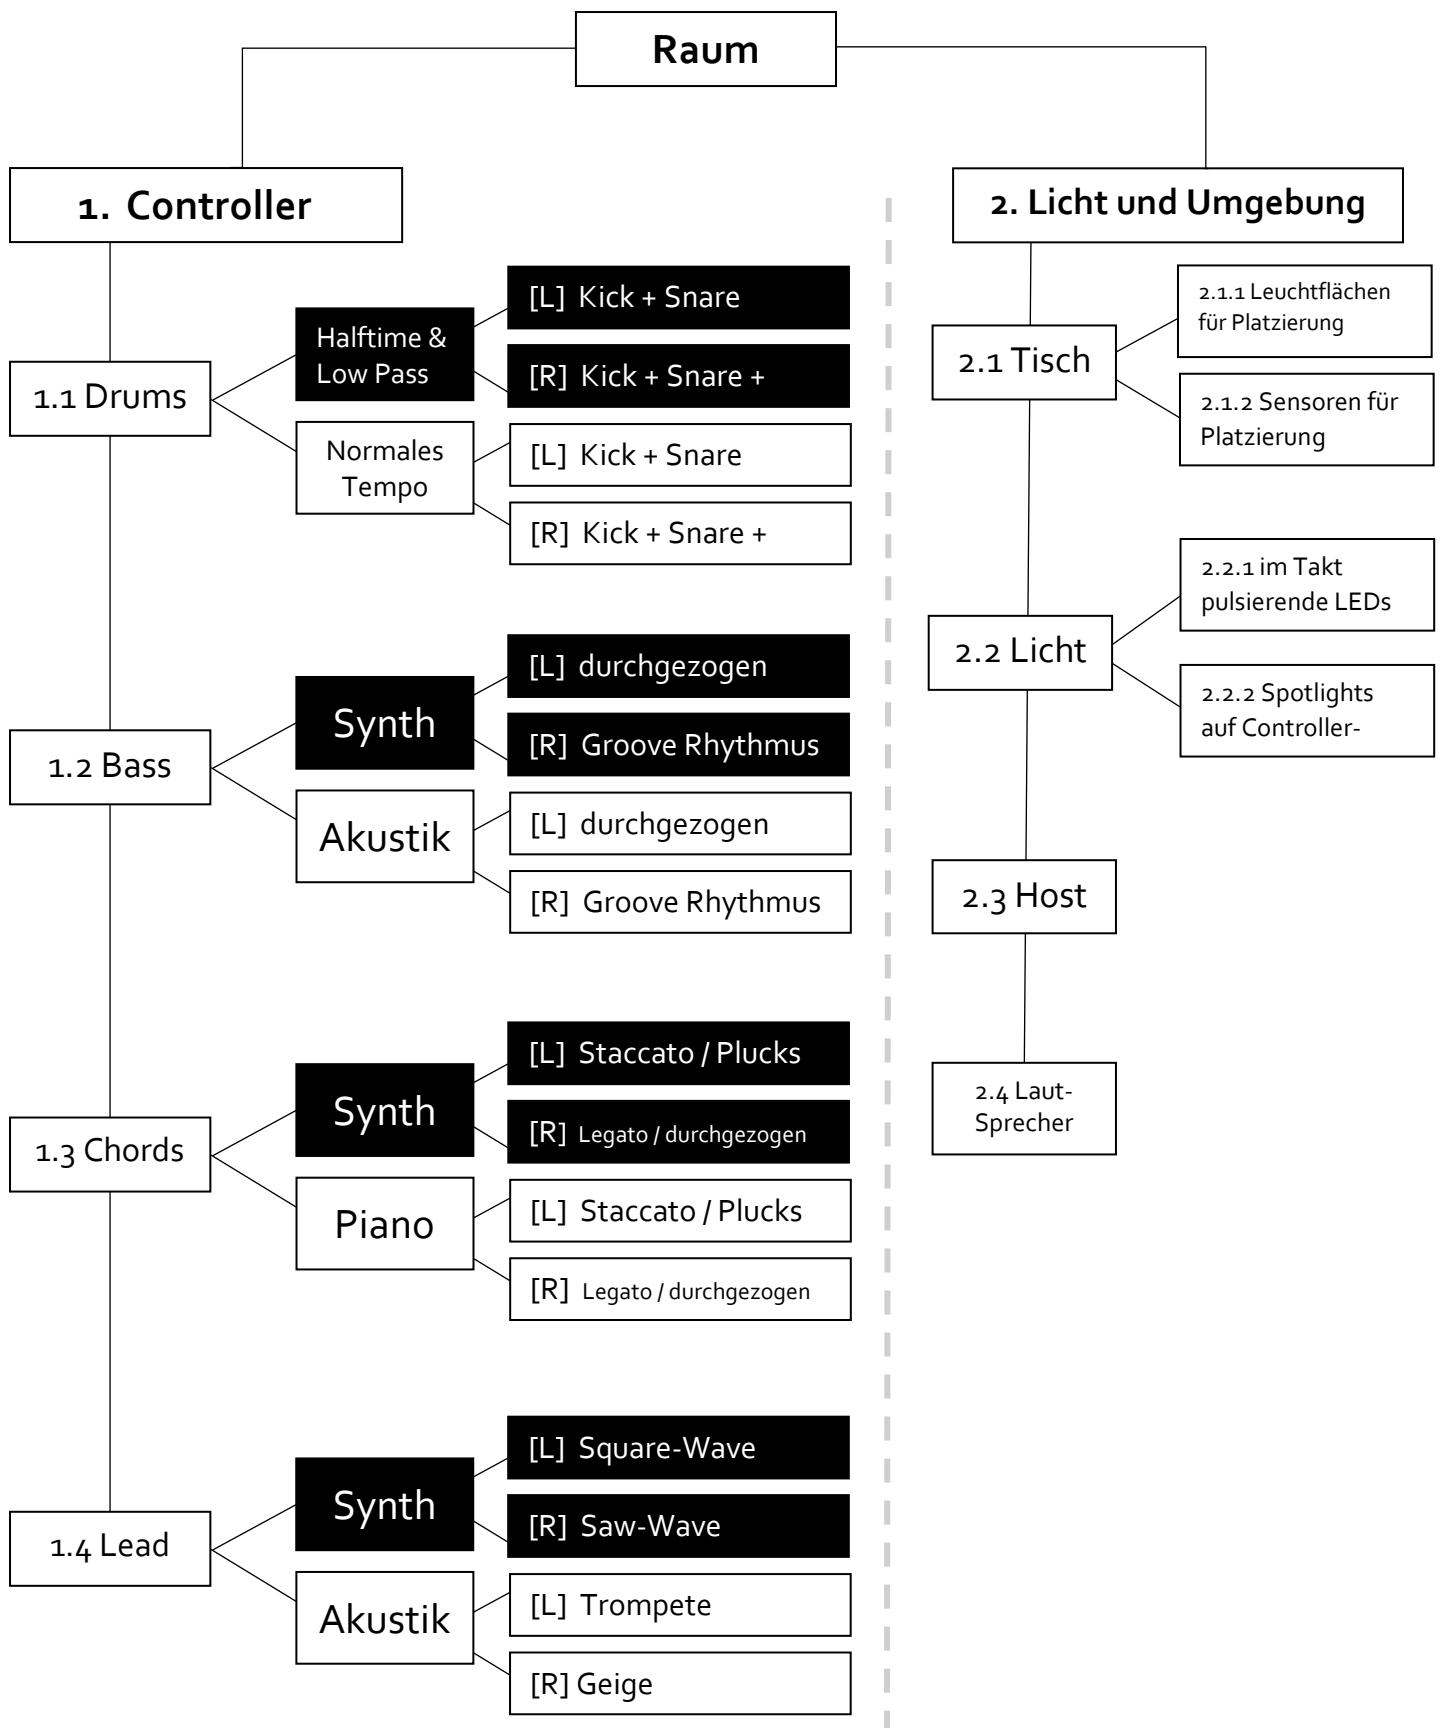 Raum
1. Controller
1.1 Drums
Halftime &
Low Pass
[L] Kick + Snare
[R] Kick + Snare +
Normales
Tempo
[L] Kick + Snare
[R] Kick + Snare +
1.2 Bass
Synth
[L] durchgezogen
[R] Groove Rhythmus
Akustik
[L] durchgezogen
[R] Groove Rhythmus
1.3 Chords
Synth
[L] Staccato / Plucks
[R] Legato / durchgezogen
Piano
[L] Staccato / Plucks
[R] Legato / durchgezogen
1.4 Lead
Synth
[L] Square-Wave
[R] Saw-Wave
Akustik
[L] Trompete
[R] Geige
2. Licht und Umgebung
2.1 Tisch
2.1.1 Leuchtflächen
für Platzierung
2.1.2 Sensoren für
Platzierung
2.2 Licht
2.2.1 im Takt
pulsierende LEDs
2.2.2 Spotlights
auf Controller-
2.3 Host
2.4 Laut-
Sprecher